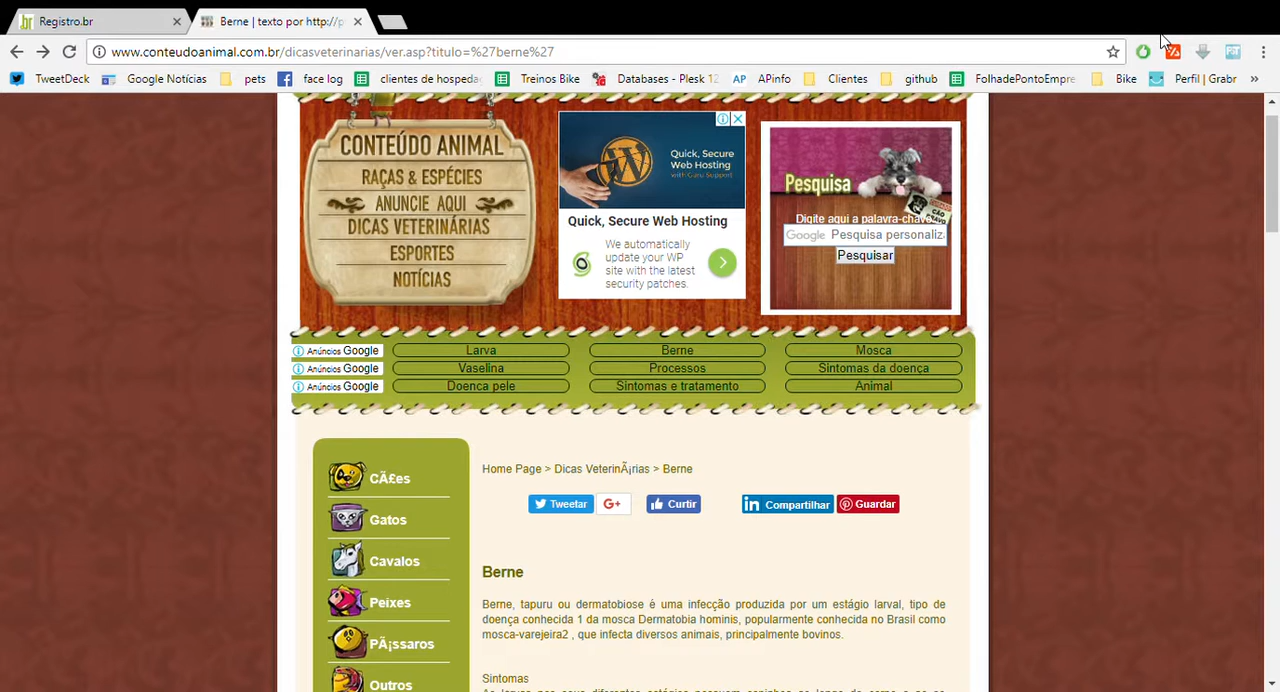 Registro.br
Berne | texto por http://p
www.conteudoanimal.com.br/dicasveterinarias/ver.asp?titulo=%27berne%27
TweetDeck Google Notícias pets face log clientes de hospeda Treinos Bike Databases - Plesk 12 AP APinfo Clientes github FolhadePontoEmpre Bike Perfil | Grabr »
CONTEÚDO ANIMAL
RAÇAS & ESPÉCIES
ANUNCIE AQUI
DICAS VETERINÁRIAS
ESPORTES
NOTÍCIAS
Quick, Secure
Web Hosting
with Guru Support
Quick, Secure Web Hosting
We automatically
update your WP
site with the latest
security patches.
Pesquisa
Digite aqui a palavra-chave
Google Pesquisa personaliz
Pesquisar
Anúncios Google Larva Berne Mosca
Anúncios Google Vaselina Processos Sintomas da doença
Anúncios Google Doença pele Sintomas e tratamento Animal
CÃ£es
Gatos
Cavalos
Peixes
PÃ¡ssaros
Outros
Home Page > Dicas VeterinÃ¡rias > Berne
Tweetar G+ Curtir Compartilhar Guardar
Berne
Berne, tapuru ou dermatobiose é uma infecção produzida por um estágio larval, tipo de
doença conhecida 1 da mosca Dermatobia hominis, popularmente conhecida no Brasil como
mosca-varejeira2 , que infecta diversos animais, principalmente bovinos.
Sintomas